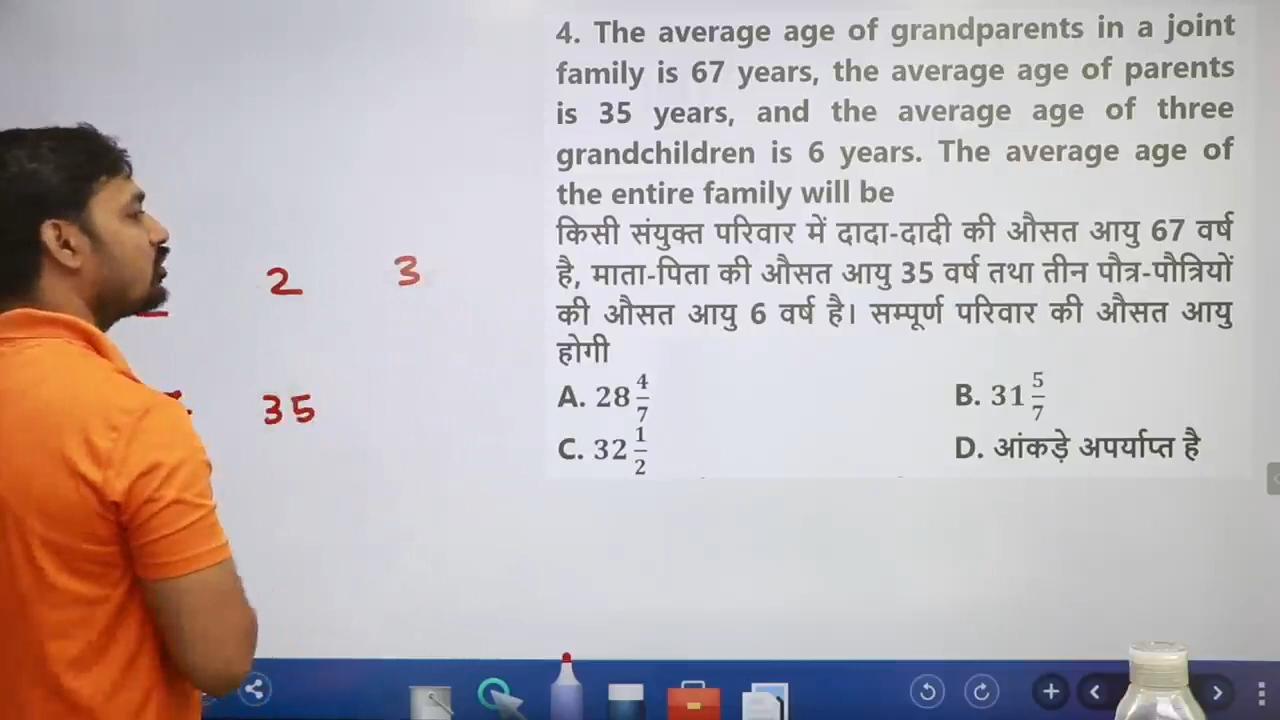 4. The average age of grandparents in a joint
family is 67 years, the average age of parents
is 35 years, and the average age of three
grandchildren is 6 years. The average age of
the entire family will be
किसी संयुक्त परिवार में दादा-दादी की औसत आयु 67 वर्ष
है, माता-पिता की औसत आयु 35 वर्ष तथा तीन पौत्र-पौत्रियों
की औसत आयु 6 वर्ष है। सम्पूर्ण परिवार की औसत आयु
होगी
A. 28 4/7
B. 31 5/7
C. 32 1/2
D. आंकड़े अपर्याप्त है
2 3
35